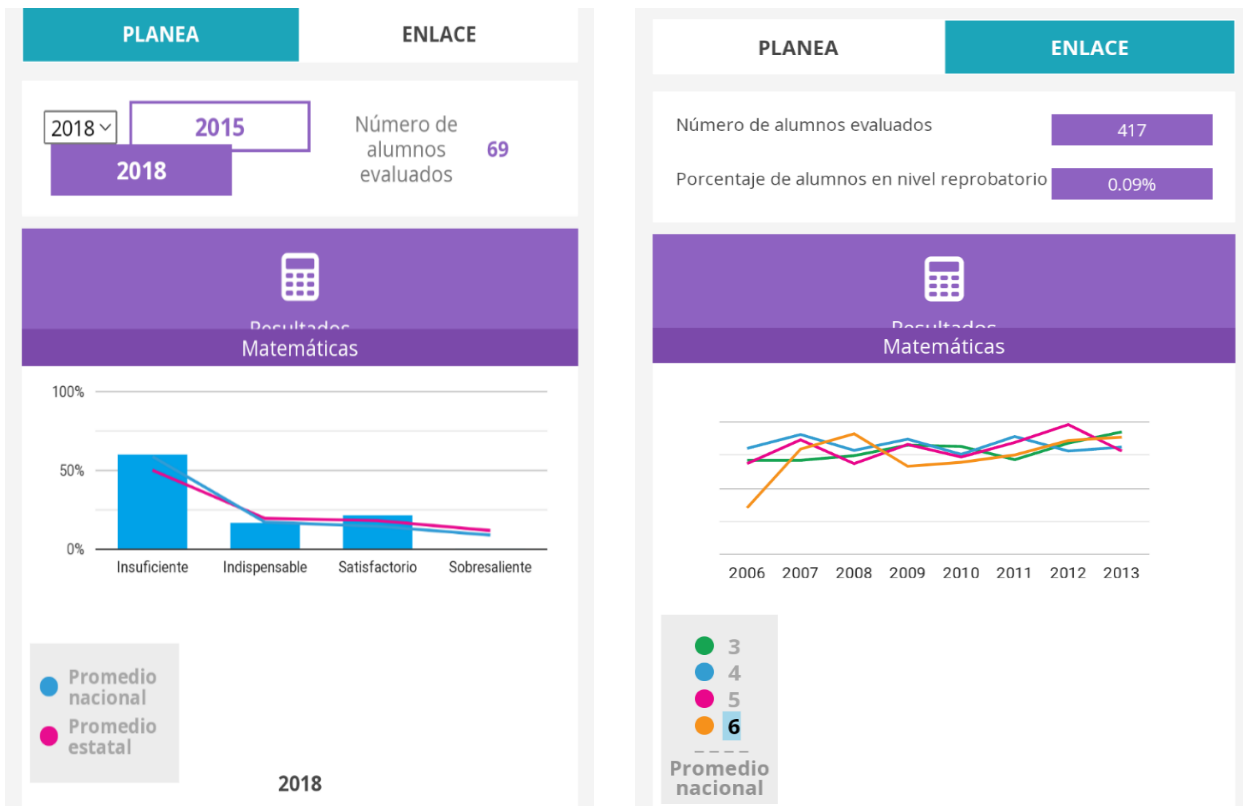 PLANEA
ENLACE
2018
2015
2018
Número de
alumnos
evaluados
69
Resultados
Matemáticas
100%
50%
0%
Insuficiente
Indispensable
Satisfactorio
Sobresaliente
Promedio
nacional
Promedio
estatal
2018
PLANEA
ENLACE
Número de alumnos evaluados
417
Porcentaje de alumnos en nivel reprobatorio
0.09%
Resultados
Matemáticas
2006 2007 2008 2009 2010 2011 2012 2013
3
4
5
6
Promedio
nacional